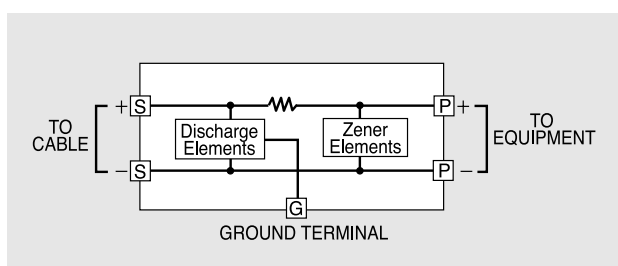 + S
P +
TO
CABLE
Discharge
Elements
Zener
Elements
TO
EQUIPMENT
− S
P −
G
GROUND TERMINAL